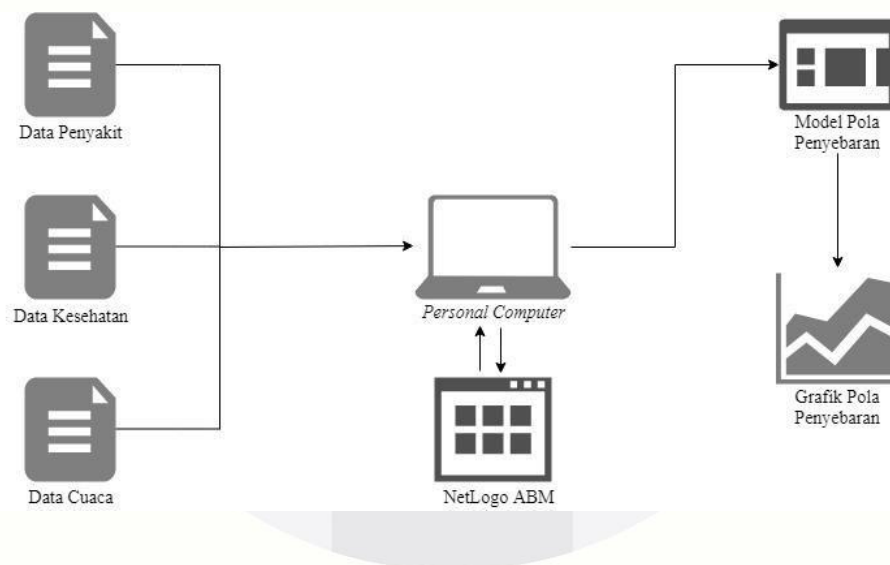 Data Penyakit
Data Kesehatan
Data Cuaca
Personal Computer
NetLogo ABM
Model Pola
Penyebaran
Grafik Pola
Penyebaran